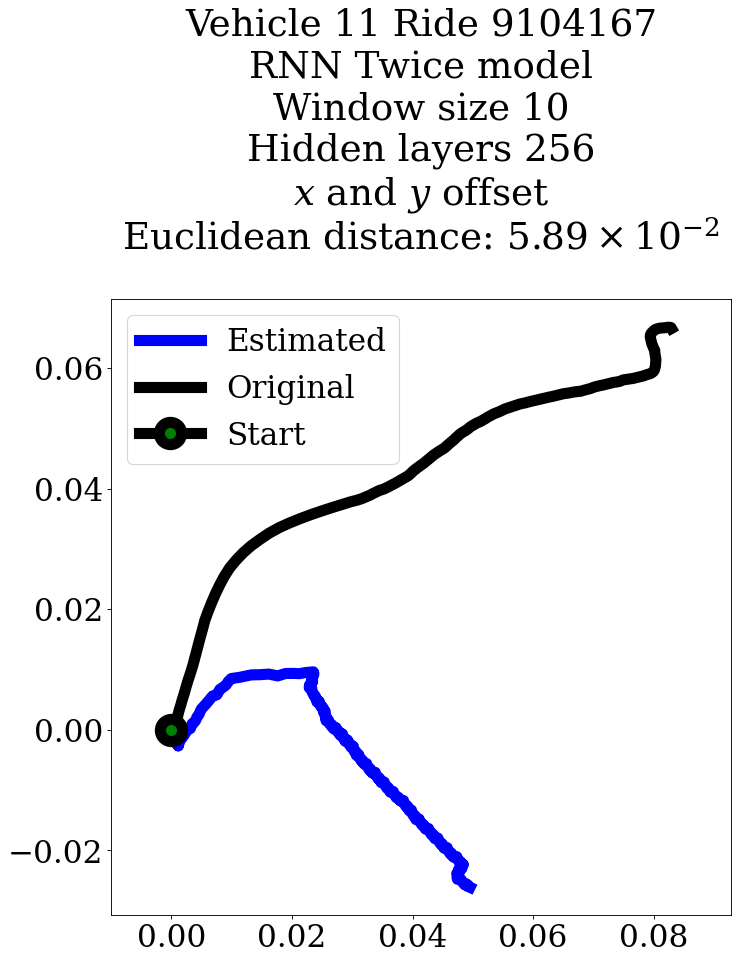 Vehicle 11 Ride 9104167
RNN Twice model
Window size 10
Hidden layers 256
x and y offset
Euclidean distance: 5.89 × 10⁻²
Estimated
Original
Start
0.06
0.04
0.02
0.00
−0.02
0.00 0.02 0.04 0.06 0.08